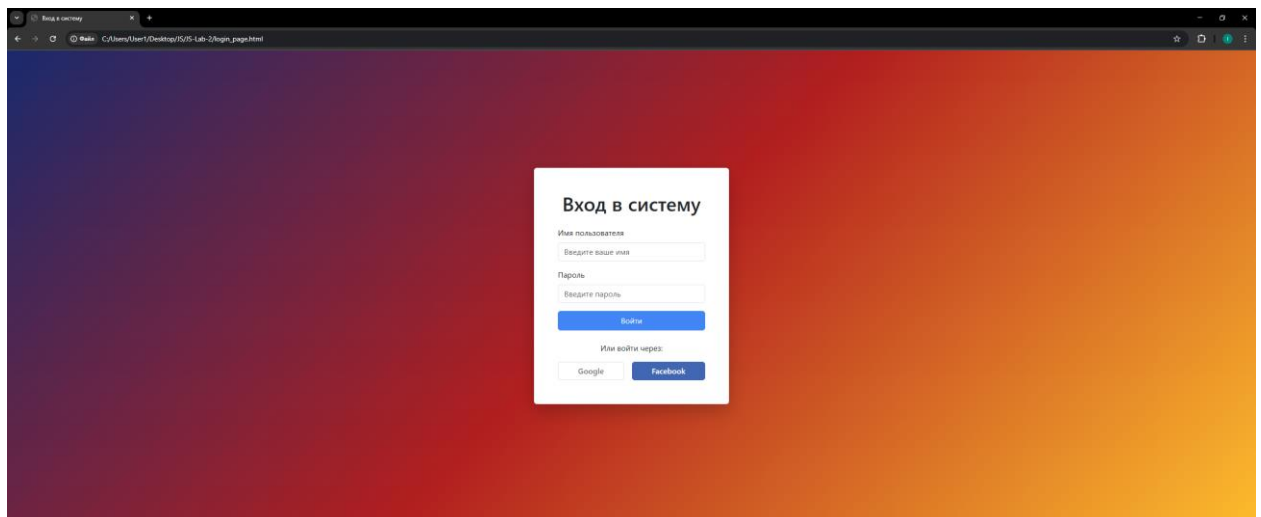 Вход в систему
Файл C:/Users/User1/Desktop/JS/JS-Lab-2/login_page.html
Вход в систему
Имя пользователя
Введите ваше имя
Пароль
Введите пароль
Войти
Или войти через:
Google Facebook